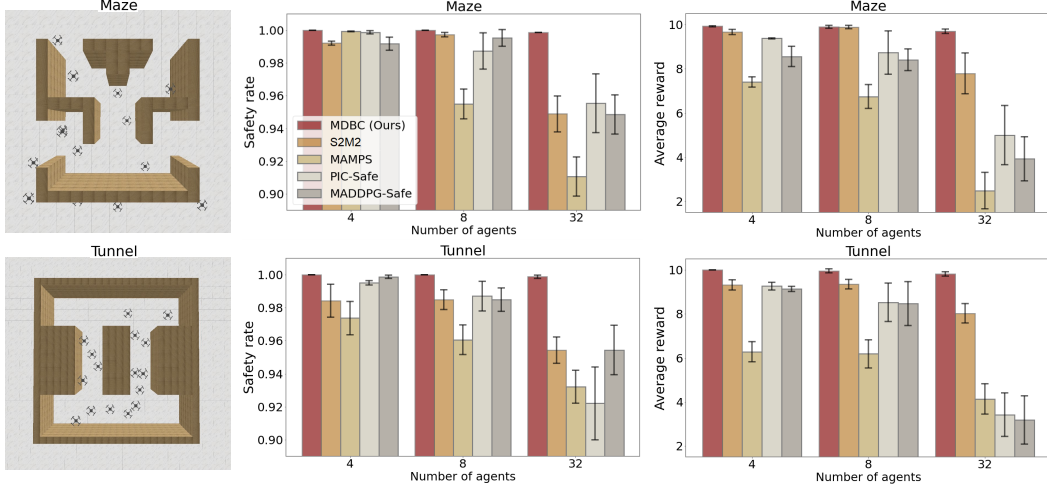 Maze
Maze
Maze
1.00
0.98
0.96
0.94
0.92
0.90
Safety rate
MDBC (Ours)
S2M2
MAMPS
PIC-Safe
MADDPG-Safe
4
8
32
Number of agents
10
8
6
4
2
Average reward
4
8
32
Number of agents
Tunnel
Tunnel
Tunnel
1.00
0.98
0.96
0.94
0.92
0.90
Safety rate
4
8
32
Number of agents
10
8
6
4
2
Average reward
4
8
32
Number of agents